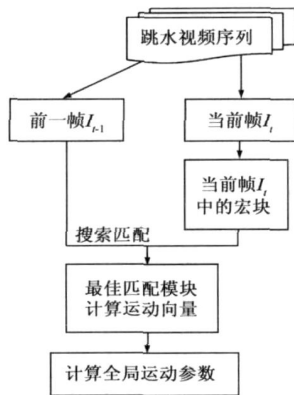 跳水视频序列
前一帧I_{t-1}
当前帧I_t
当前帧I_t
中的宏块
搜索匹配
最佳匹配模块
计算运动向量
计算全局运动参数